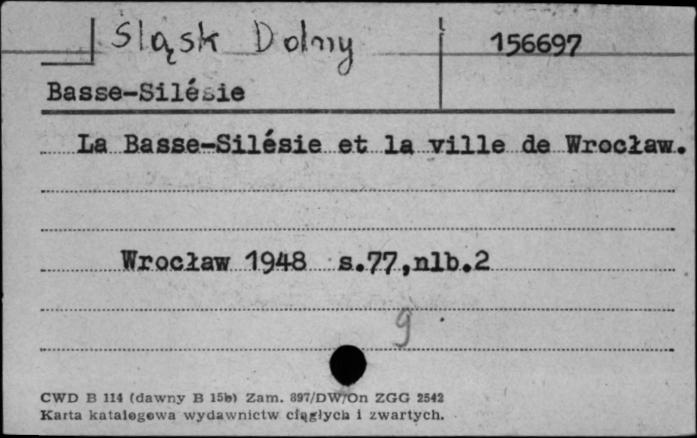 Śląsk Dolny
156697
Basse-Silésie
La Basse-Silésie et la ville de Wrocław.
Wrocław 1948 s.77,nlb.2
g
CWD B 114 (dawny B 15b) Zam. 897/DW/On ZGG 2542
Karta katalogowa wydawnictw ciągłych i zwartych.